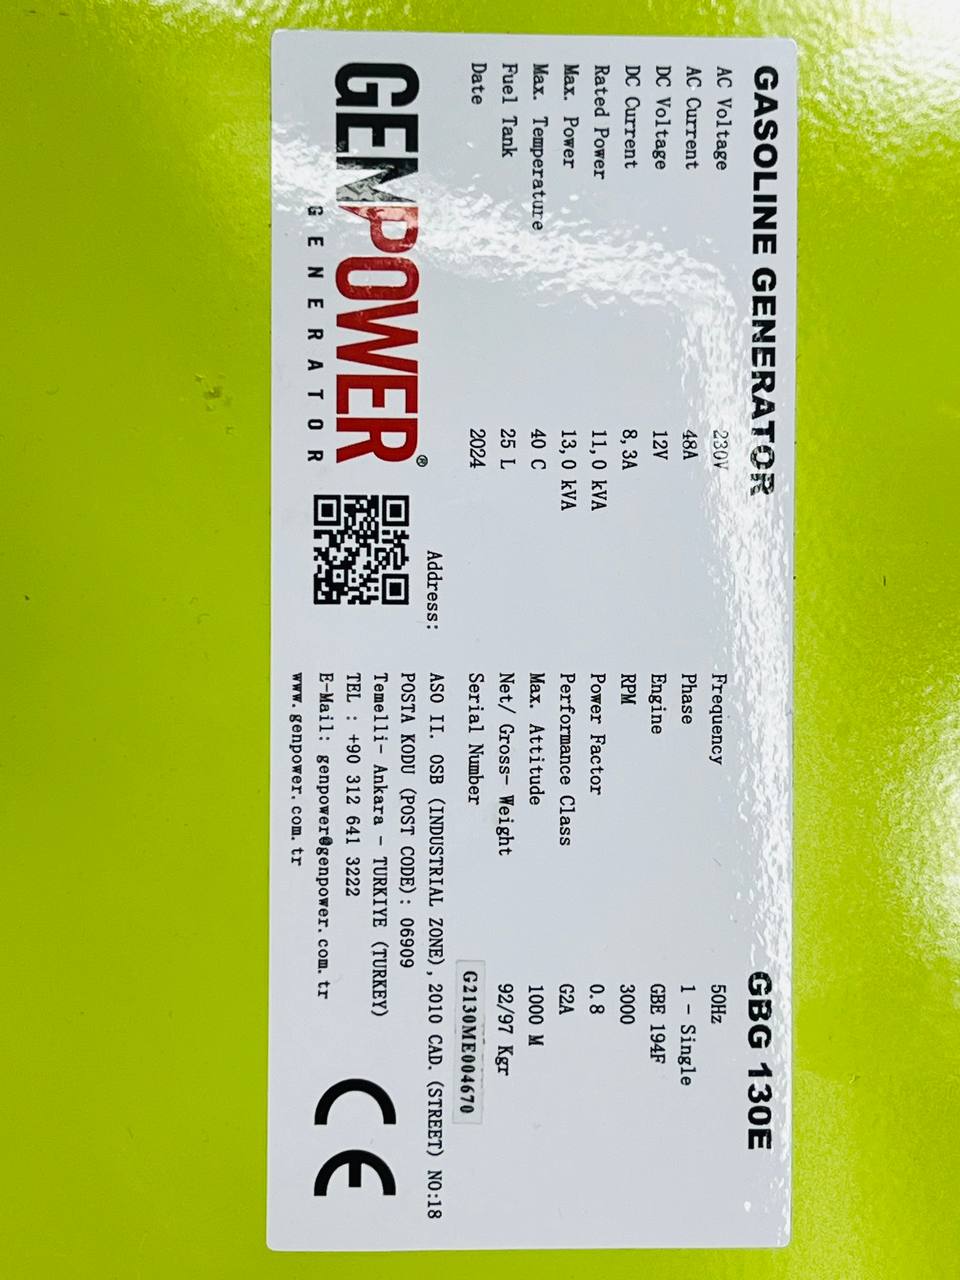 GASOLINE GENERATOR GBG 130E
AC Voltage 230V Frequency 50Hz
AC Current 48A Phase 1 - Single
DC Voltage 12V Engine GBE 194F
DC Current 8,3A RPM 3000
Rated Power 11,0 kVA Power Factor 0.8
Max. Power 13,0 kVA Performance Class G2A
Max. Temperature 40 C Max. Attitude 1000 M
Fuel Tank 25 L Net/ Gross- Weight 92/97 Kgr
Date 2024 Serial Number G2130ME004670
GENPOWER®
GENERATOR
Address: ASO II. OSB (INDUSTRIAL ZONE), 2010 CAD. (STREET) NO:18
POSTA KODU (POST CODE): 06909
Temelli- Ankara - TURKIYE (TURKEY)
TEL : +90 312 641 3222
E-Mail: genpower@genpower.com.tr
www.genpower.com.tr
CE